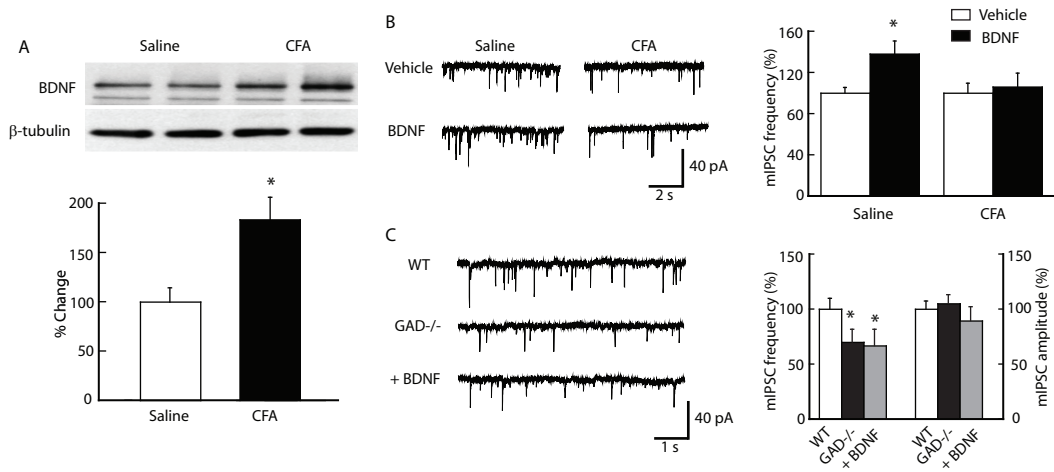 A
Saline CFA
BDNF
β-tubulin
*
200
150
100
50
0
% Change
Saline CFA
B
Saline CFA
Vehicle
BDNF
40 pA
2 s
Vehicle
BDNF
*
160
120
80
40
0
mIPSC frequency (%)
Saline CFA
C
WT
GAD-/-
+ BDNF
40 pA
1 s
150
100
50
0
mIPSC frequency (%)
* *
150
100
50
0
mIPSC amplitude (%)
WT
GAD-/-
+ BDNF
WT
GAD-/-
+ BDNF